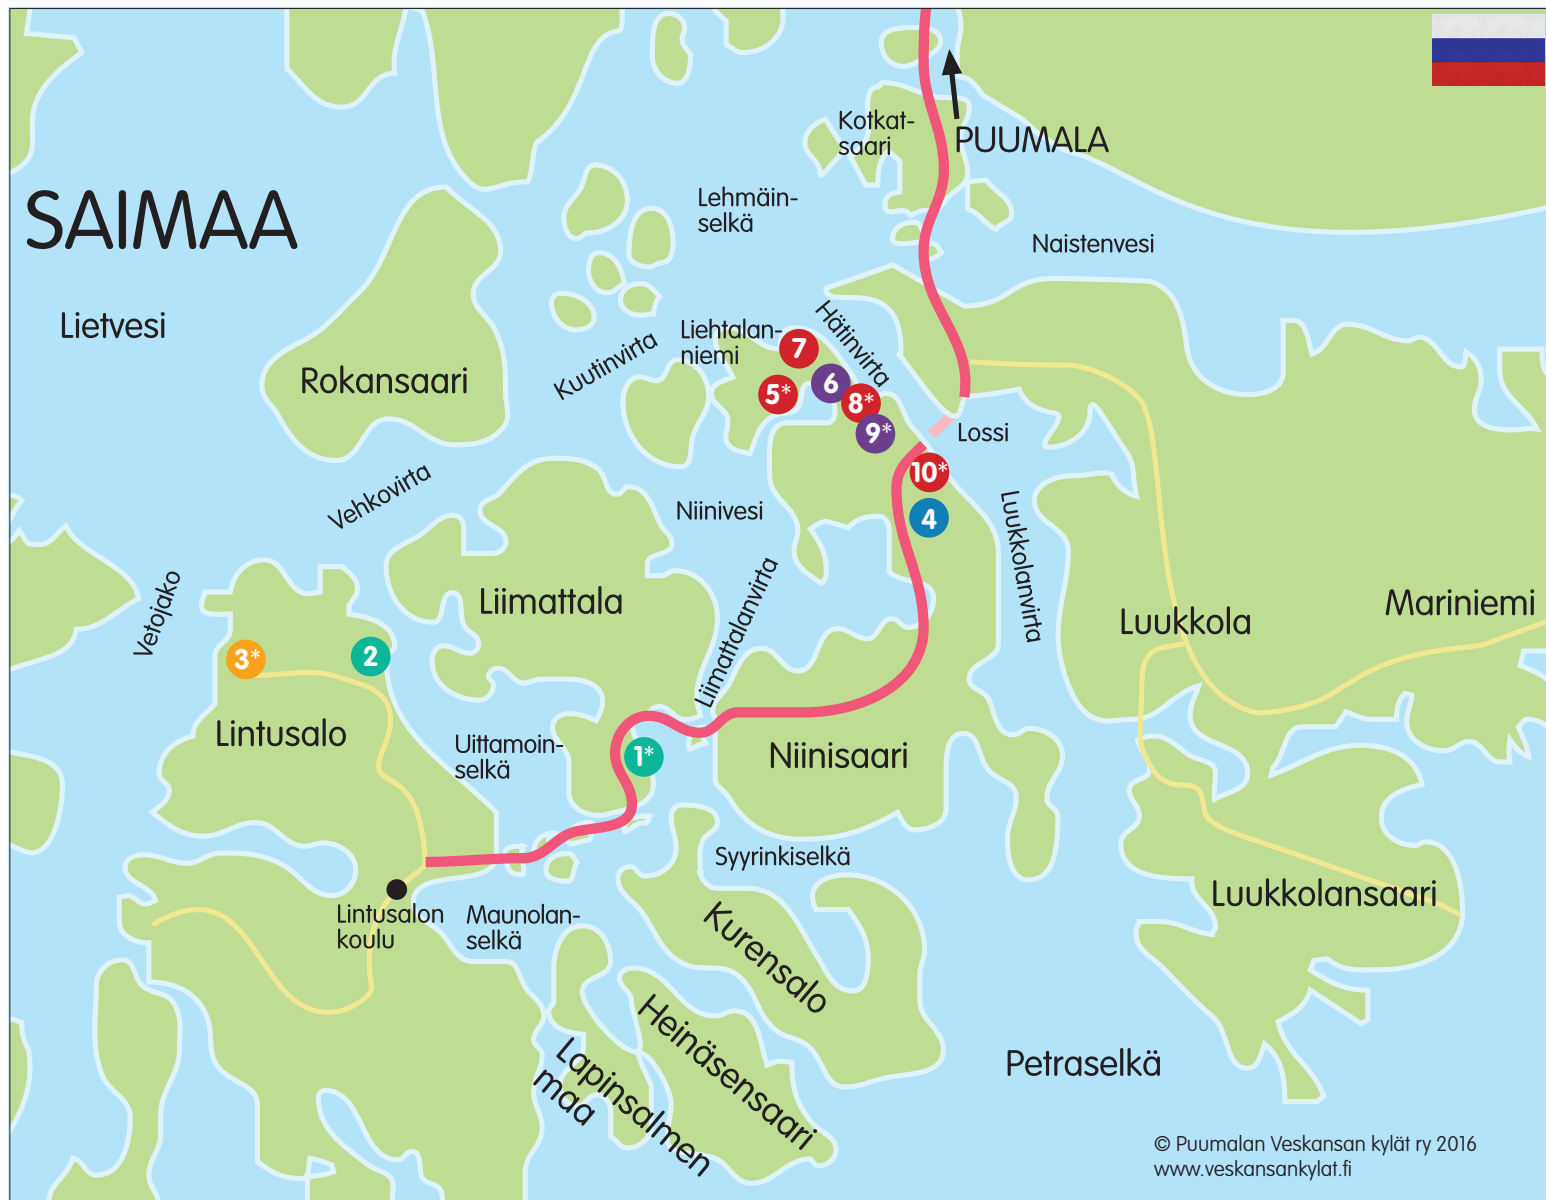 Kotkat-
saari
PUUMALA
SAIMAA
Lehmäin-
selkä
Naistenvesi
Lietvesi
Rokansaari
Kuutinvirta
Liehtalan-
niemi
Hätinvirta
7
5*
6
8*
9*
Lossi
10*
4
Vehkovirta
Niinivesi
Luukkolanvirta
Vetojako
Liimattala
Liimattalanvirta
Luukkola
Mariniemi
3*
2
Lintusalo
Uittamoin-
selkä
1*
Niinisaari
Syyrinkiselkä
Luukkolansaari
Lintusalon
koulu
Maunolan-
selkä
Kurensalo
Heinäsensaari
Lapinsalmen
maa
Petraselkä
© Puumalan Veskansan kylät ry 2016
www.veskansankylat.fi